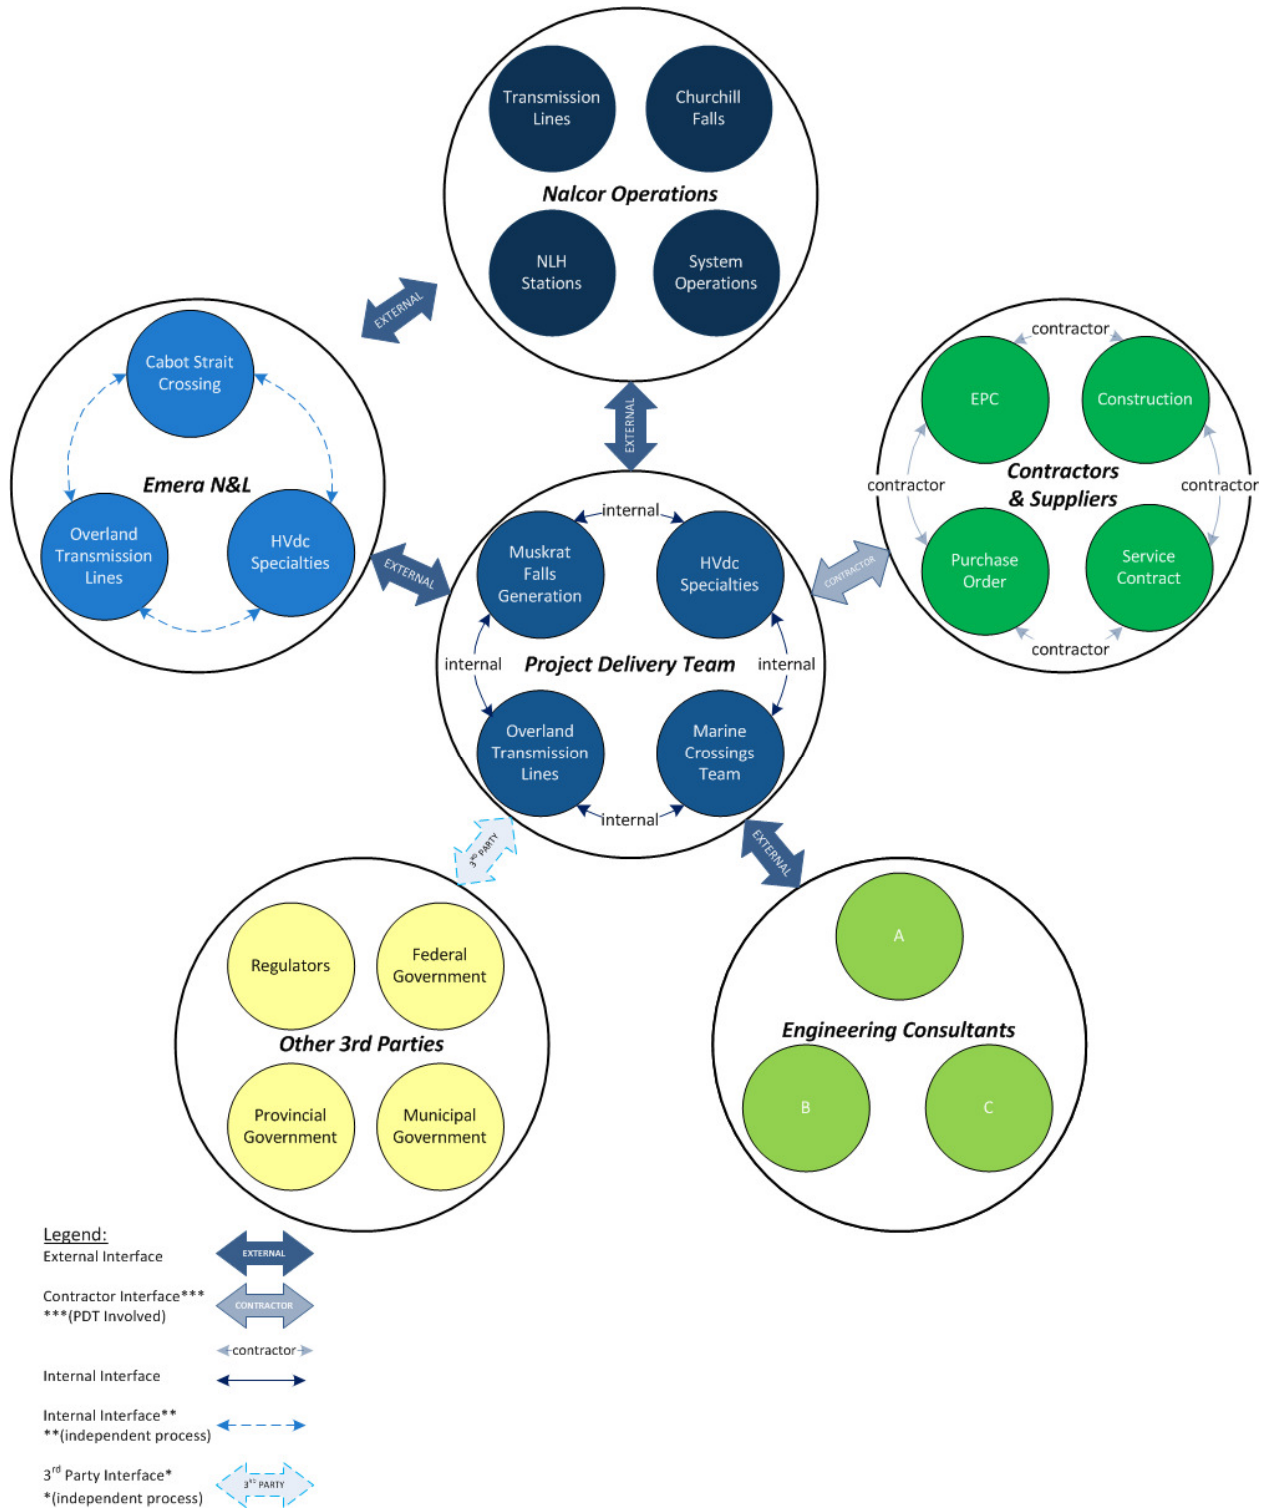 Transmission
Lines
Churchill
Falls
Nalcor Operations
NLH
Stations
System
Operations
EXTERNAL
EXTERNAL
Cabot Strait
Crossing
Emera N&L
Overland
Transmission
Lines
HVdc
Specialties
EXTERNAL
contractor
EPC
Construction
contractor
Contractors
& Suppliers
contractor
Purchase
Order
Service
Contract
contractor
CONTRACTOR
internal
Muskrat
Falls
Generation
HVdc
Specialties
internal
Project Delivery Team
internal
Overland
Transmission
Lines
Marine
Crossings
Team
internal
3RD PARTY
EXTERNAL
Regulators
Federal
Government
Other 3rd Parties
Provincial
Government
Municipal
Government
A
Engineering Consultants
B
C
Legend:
External Interface
EXTERNAL
Contractor Interface***
***(PDT Involved)
CONTRACTOR
contractor
Internal Interface
Internal Interface**
**(independent process)
3rd Party Interface*
*(independent process)
3RD PARTY